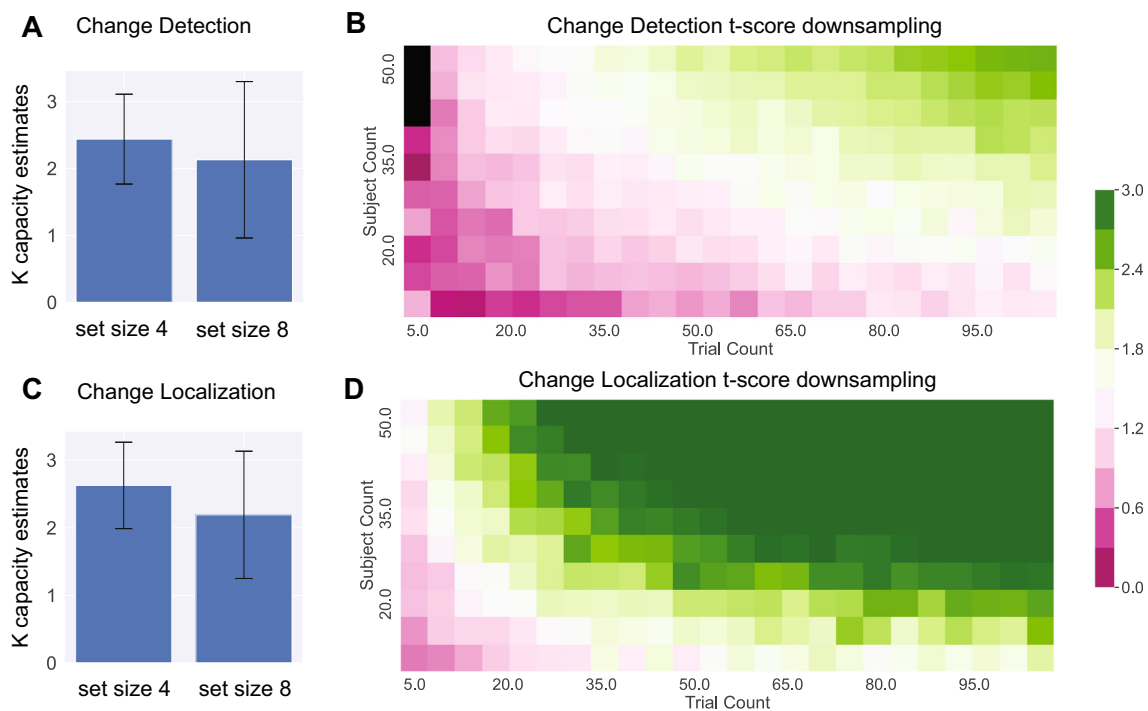 A Change Detection
K capacity estimates
3
2
1
0
set size 4 set size 8
B Change Detection t-score downsampling
Subject Count
50.0
35.0
20.0
5.0 20.0 35.0 50.0 65.0 80.0 95.0
Trial Count
C Change Localization
K capacity estimates
3
2
1
0
set size 4 set size 8
D Change Localization t-score downsampling
Subject Count
50.0
35.0
20.0
5.0 20.0 35.0 50.0 65.0 80.0 95.0
Trial Count
3.0
2.4
1.8
1.2
0.6
0.0